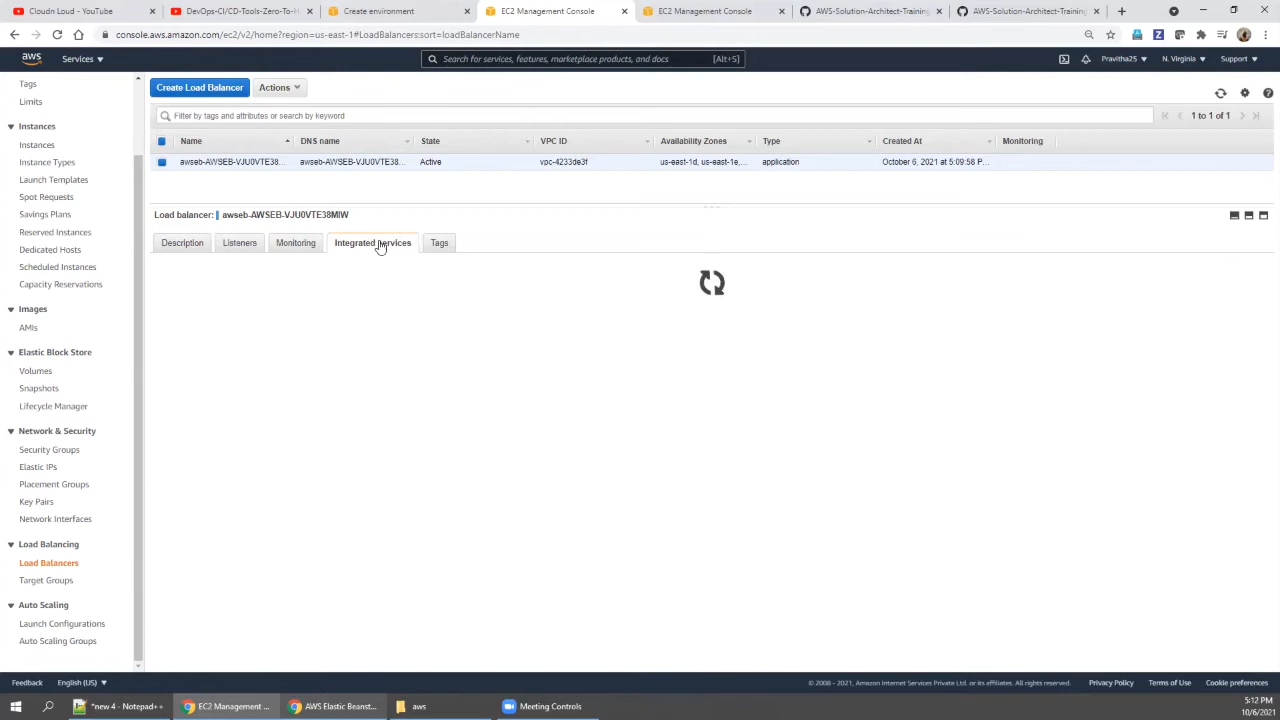 Cloudn Loud - YouTube
DevOps-CI/CD-Tools-Zero-To-H
Create environment
EC2 Management Console
EC2 Management Console
AWS-Solution-Architect-Training
AWS-Solution-Architect-Training
console.aws.amazon.com/ec2/v2/home?region=us-east-1#LoadBalancers:sort=loadBalancerName
aws
Services
Search for services, features, marketplace products, and docs
[Alt+S]
Pravitha25
N. Virginia
Support
Tags
Limits
Instances
Instances
Instance Types
Launch Templates
Spot Requests
Savings Plans
Reserved Instances
Dedicated Hosts
Scheduled Instances
Capacity Reservations
Images
AMIs
Elastic Block Store
Volumes
Snapshots
Lifecycle Manager
Network & Security
Security Groups
Elastic IPs
Placement Groups
Key Pairs
Network Interfaces
Load Balancing
Load Balancers
Target Groups
Auto Scaling
Launch Configurations
Auto Scaling Groups
Create Load Balancer
Actions
Filter by tags and attributes or search by keyword
1 to 1 of 1
Name DNS name State VPC ID Availability Zones Type Created At Monitoring
awseb-AWSEB-VJU0VTE38... awseb-AWSEB-VJU0VTE38... Active vpc-4233de3f us-east-1d, us-east-1e,... application October 6, 2021 at 5:09:58 P...
Load balancer: awseb-AWSEB-VJU0VTE38MIW
Description Listeners Monitoring Integrated services Tags
Feedback
English (US)
© 2008 - 2021, Amazon Internet Services Private Ltd. or its affiliates. All rights reserved.
Privacy Policy
Terms of Use
Cookie preferences
*new 4 - Notepad++
EC2 Management ...
AWS Elastic Beanst...
aws
Meeting Controls
5:12 PM
10/6/2021